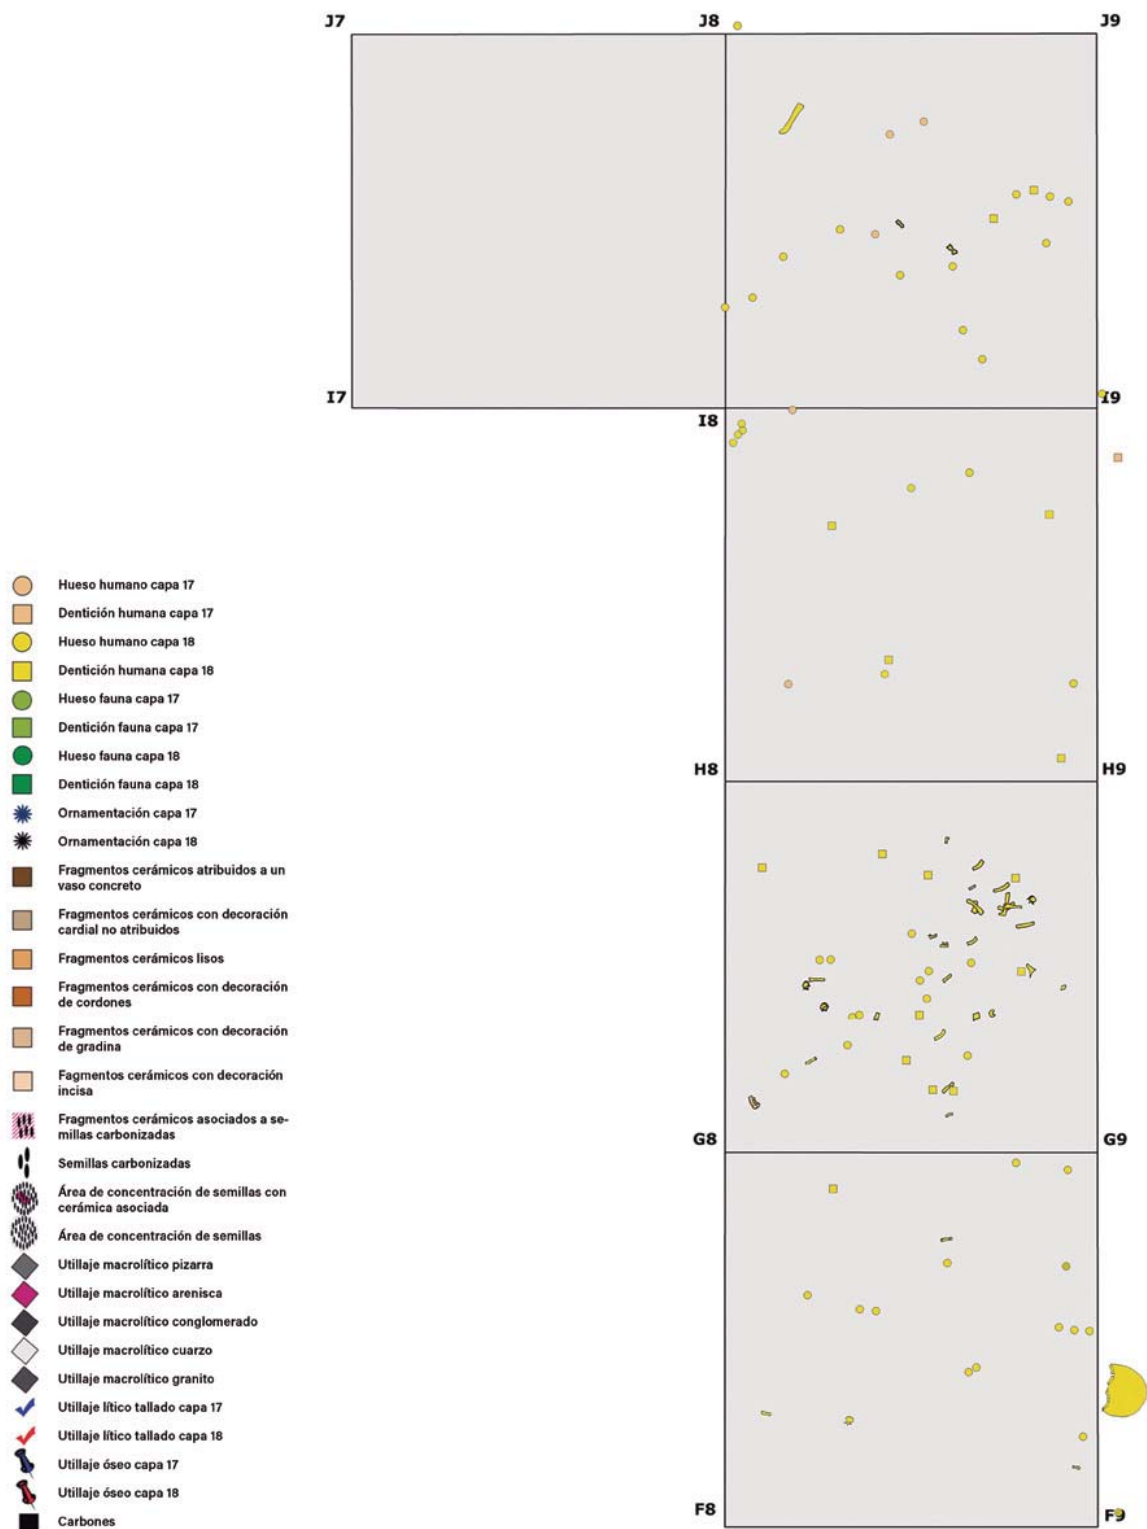 J7
J8
J9
I7
I8
I9
H8
H9
G8
G9
F8
F9
Hueso humano capa 17
Dentición humana capa 17
Hueso humano capa 18
Dentición humana capa 18
Hueso fauna capa 17
Dentición fauna capa 17
Hueso fauna capa 18
Dentición fauna capa 18
Ornamentación capa 17
Ornamentación capa 18
Fragmentos cerámicos atribuidos a un
vaso concreto
Fragmentos cerámicos con decoración
cardial no atribuidos
Fragmentos cerámicos lisos
Fragmentos cerámicos con decoración
de cordones
Fragmentos cerámicos con decoración
de gradina
Fagmentos cerámicos con decoración
incisa
Fragmentos cerámicos asociados a se-
millas carbonizadas
Semillas carbonizadas
Área de concentración de semillas con
cerámica asociada
Área de concentración de semillas
Utillaje macrolítico pizarra
Utillaje macrolítico arenisca
Utillaje macrolítico conglomerado
Utillaje macrolítico cuarzo
Utillaje macrolítico granito
Utillaje lítico tallado capa 17
Utillaje lítico tallado capa 18
Utillaje óseo capa 17
Utillaje óseo capa 18
Carbones